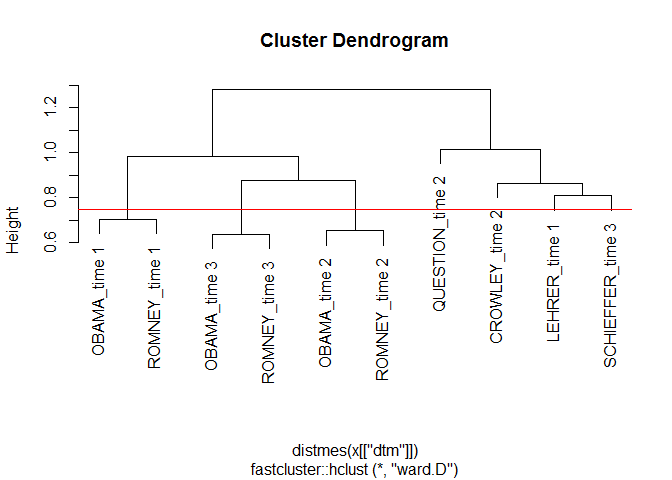 Cluster Dendrogram
Height
0.6
0.8
1.0
1.2
OBAMA_time 1
ROMNEY_time 1
OBAMA_time 3
ROMNEY_time 3
OBAMA_time 2
ROMNEY_time 2
QUESTION_time 2
CROWLEY_time 2
LEHRER_time 1
SCHIEFFER_time 3
distmes(x[["dtm"]])
fastcluster::hclust (*, "ward.D")